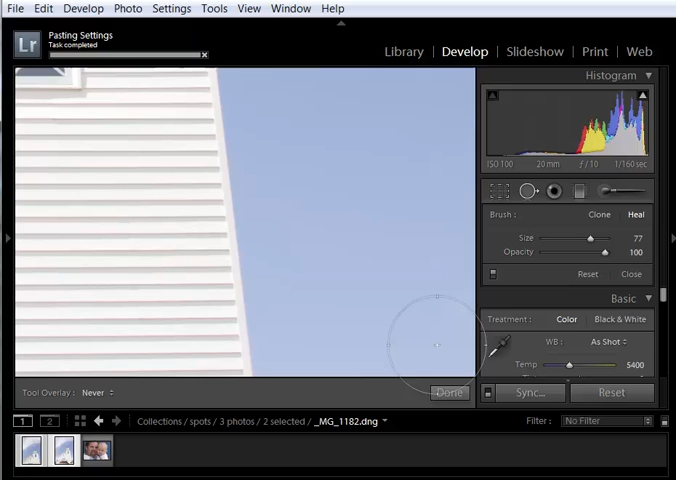 File Edit Develop Photo Settings Tools View Window Help
Lr
Pasting Settings
Task completed
Library Develop Slideshow Print Web
Histogram
ISO 100 20 mm f / 10 1/160 sec
Brush : Clone Heal
Size 77
Opacity 100
Reset Close
Basic
Treatment : Color Black & White
WB : As Shot
Temp 5400
Tool Overlay : Never
Done
Sync...
Reset
1 2 Collections / spots / 3 photos / 2 selected / _MG_1182.dng
Filter : No Filter